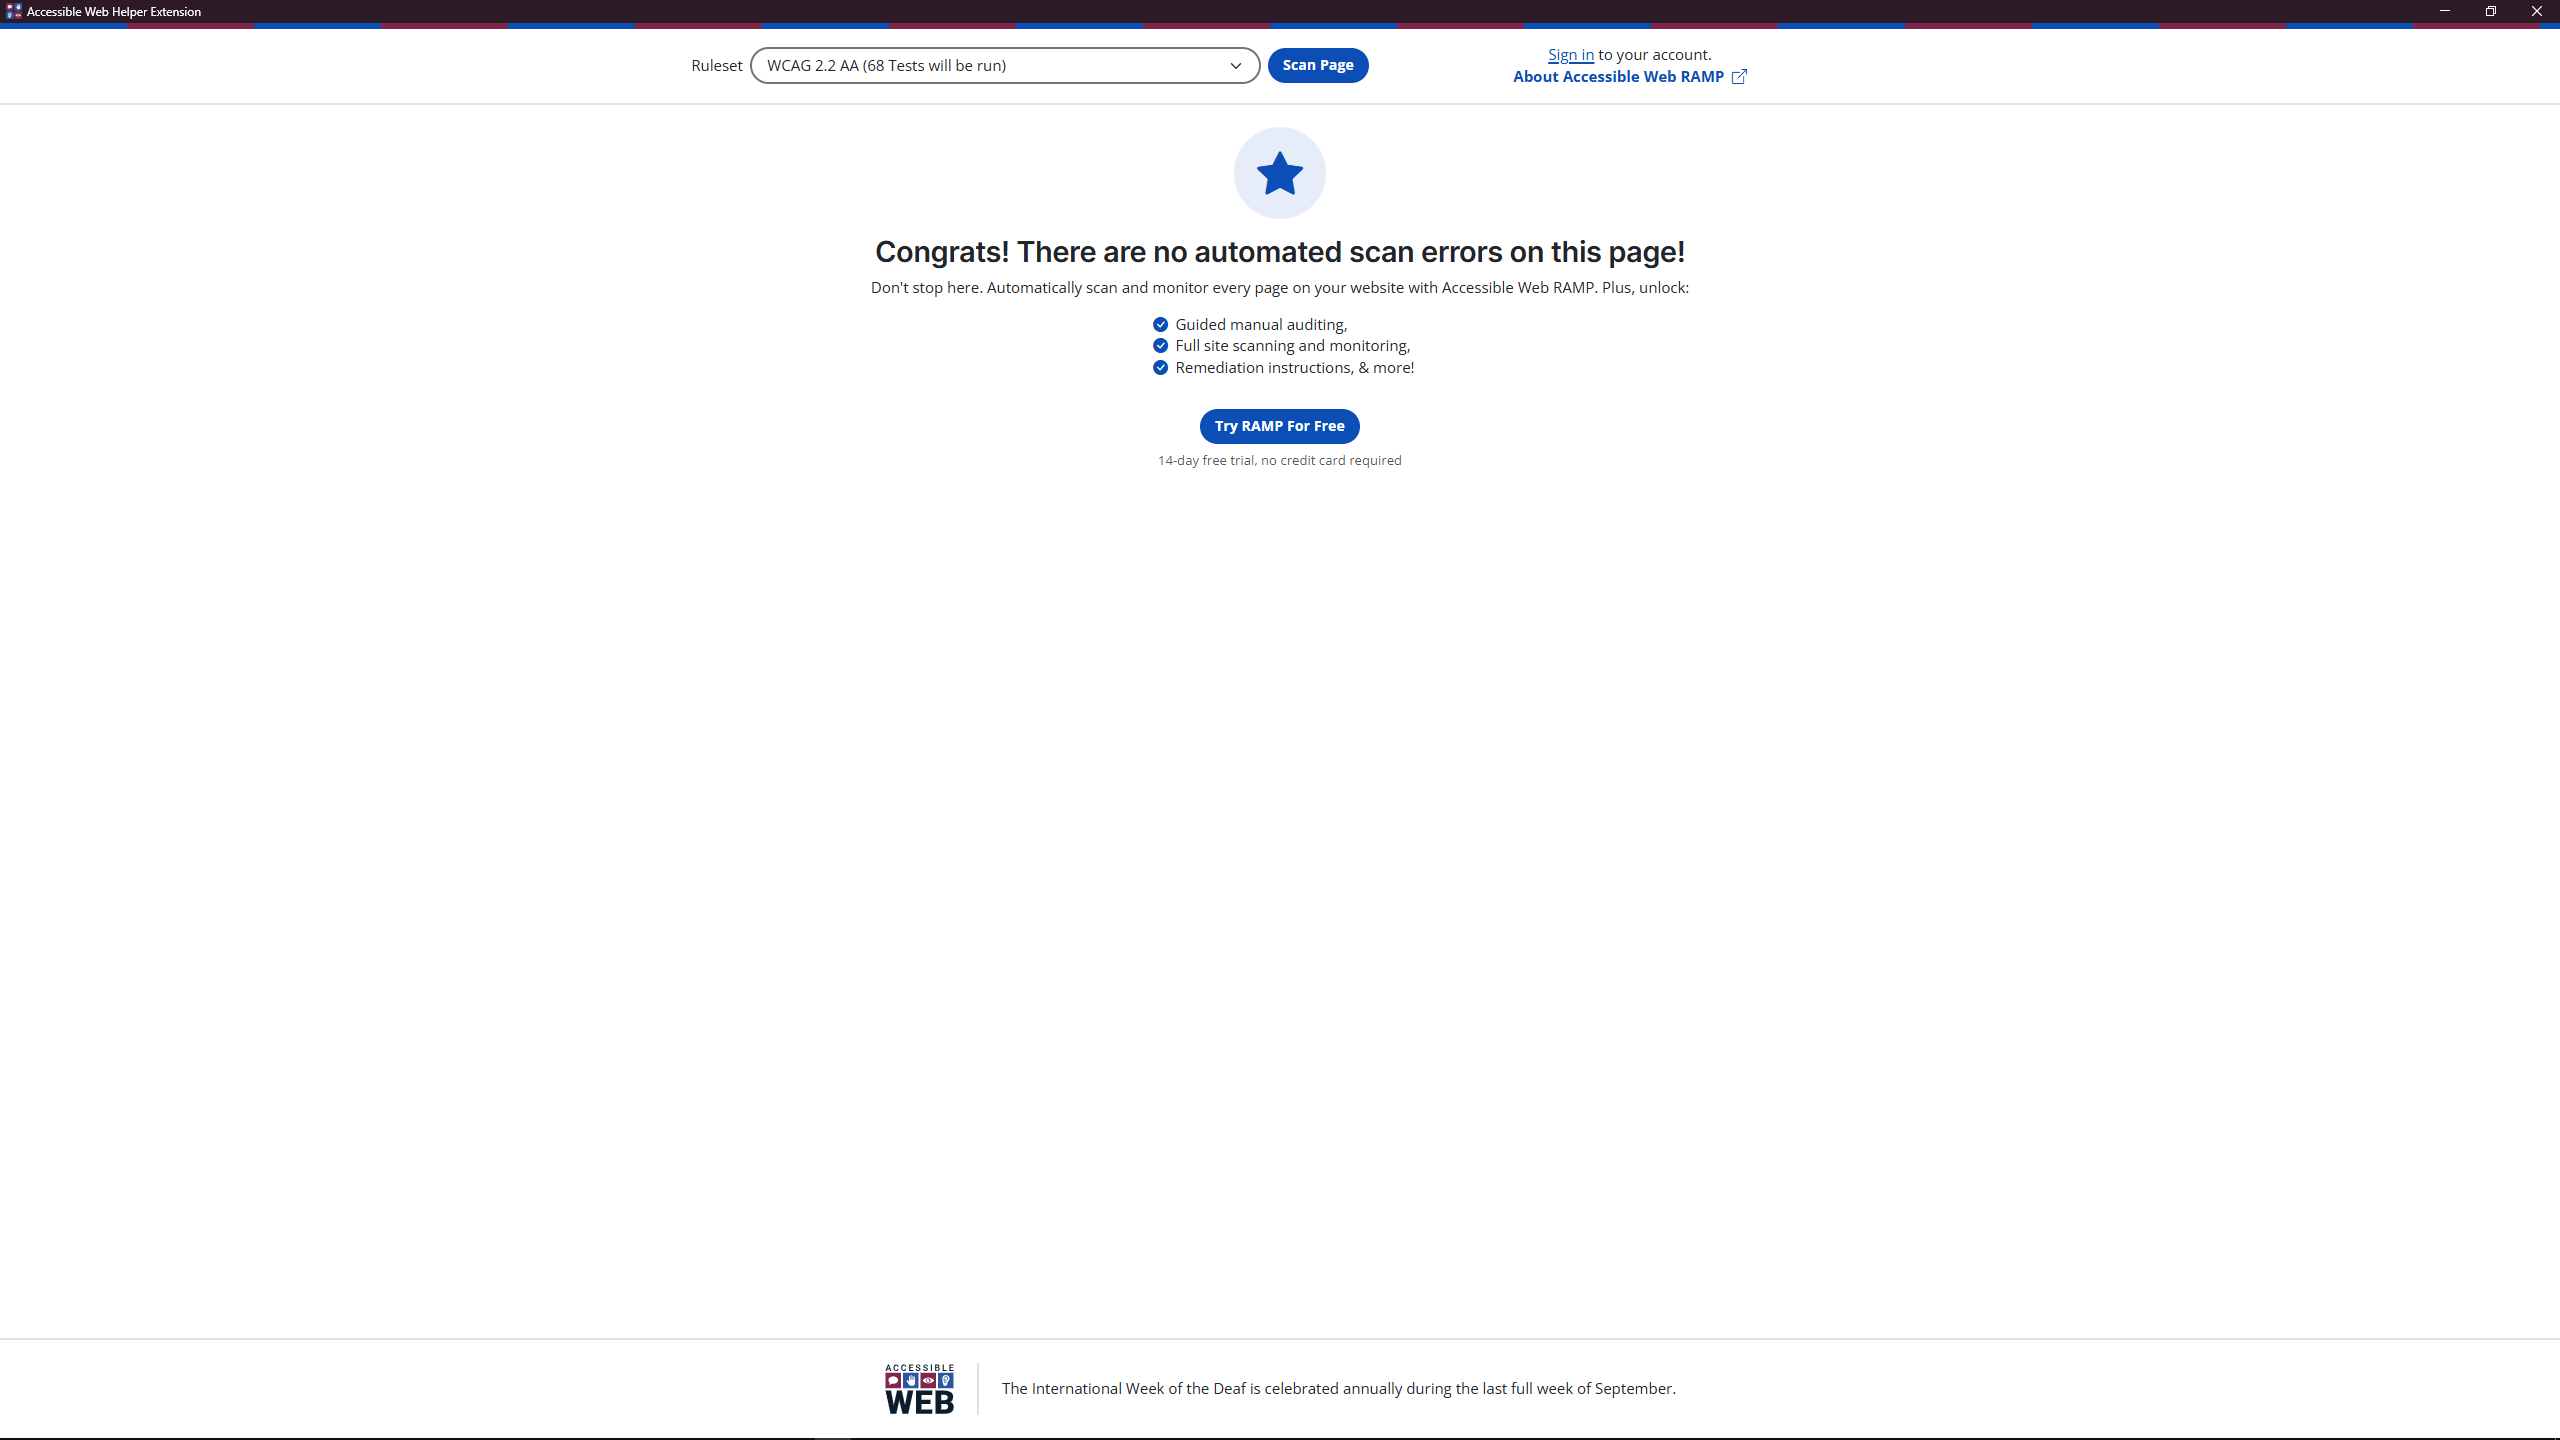 Accessible Web Helper Extension
Ruleset
WCAG 2.2 AA (68 Tests will be run)
Scan Page
Sign in to your account.
About Accessible Web RAMP
Congrats! There are no automated scan errors on this page!
Don't stop here. Automatically scan and monitor every page on your website with Accessible Web RAMP. Plus, unlock:
Guided manual auditing,
Full site scanning and monitoring,
Remediation instructions, & more!
Try RAMP For Free
14-day free trial, no credit card required
ACCESSIBLE
WEB
The International Week of the Deaf is celebrated annually during the last full week of September.